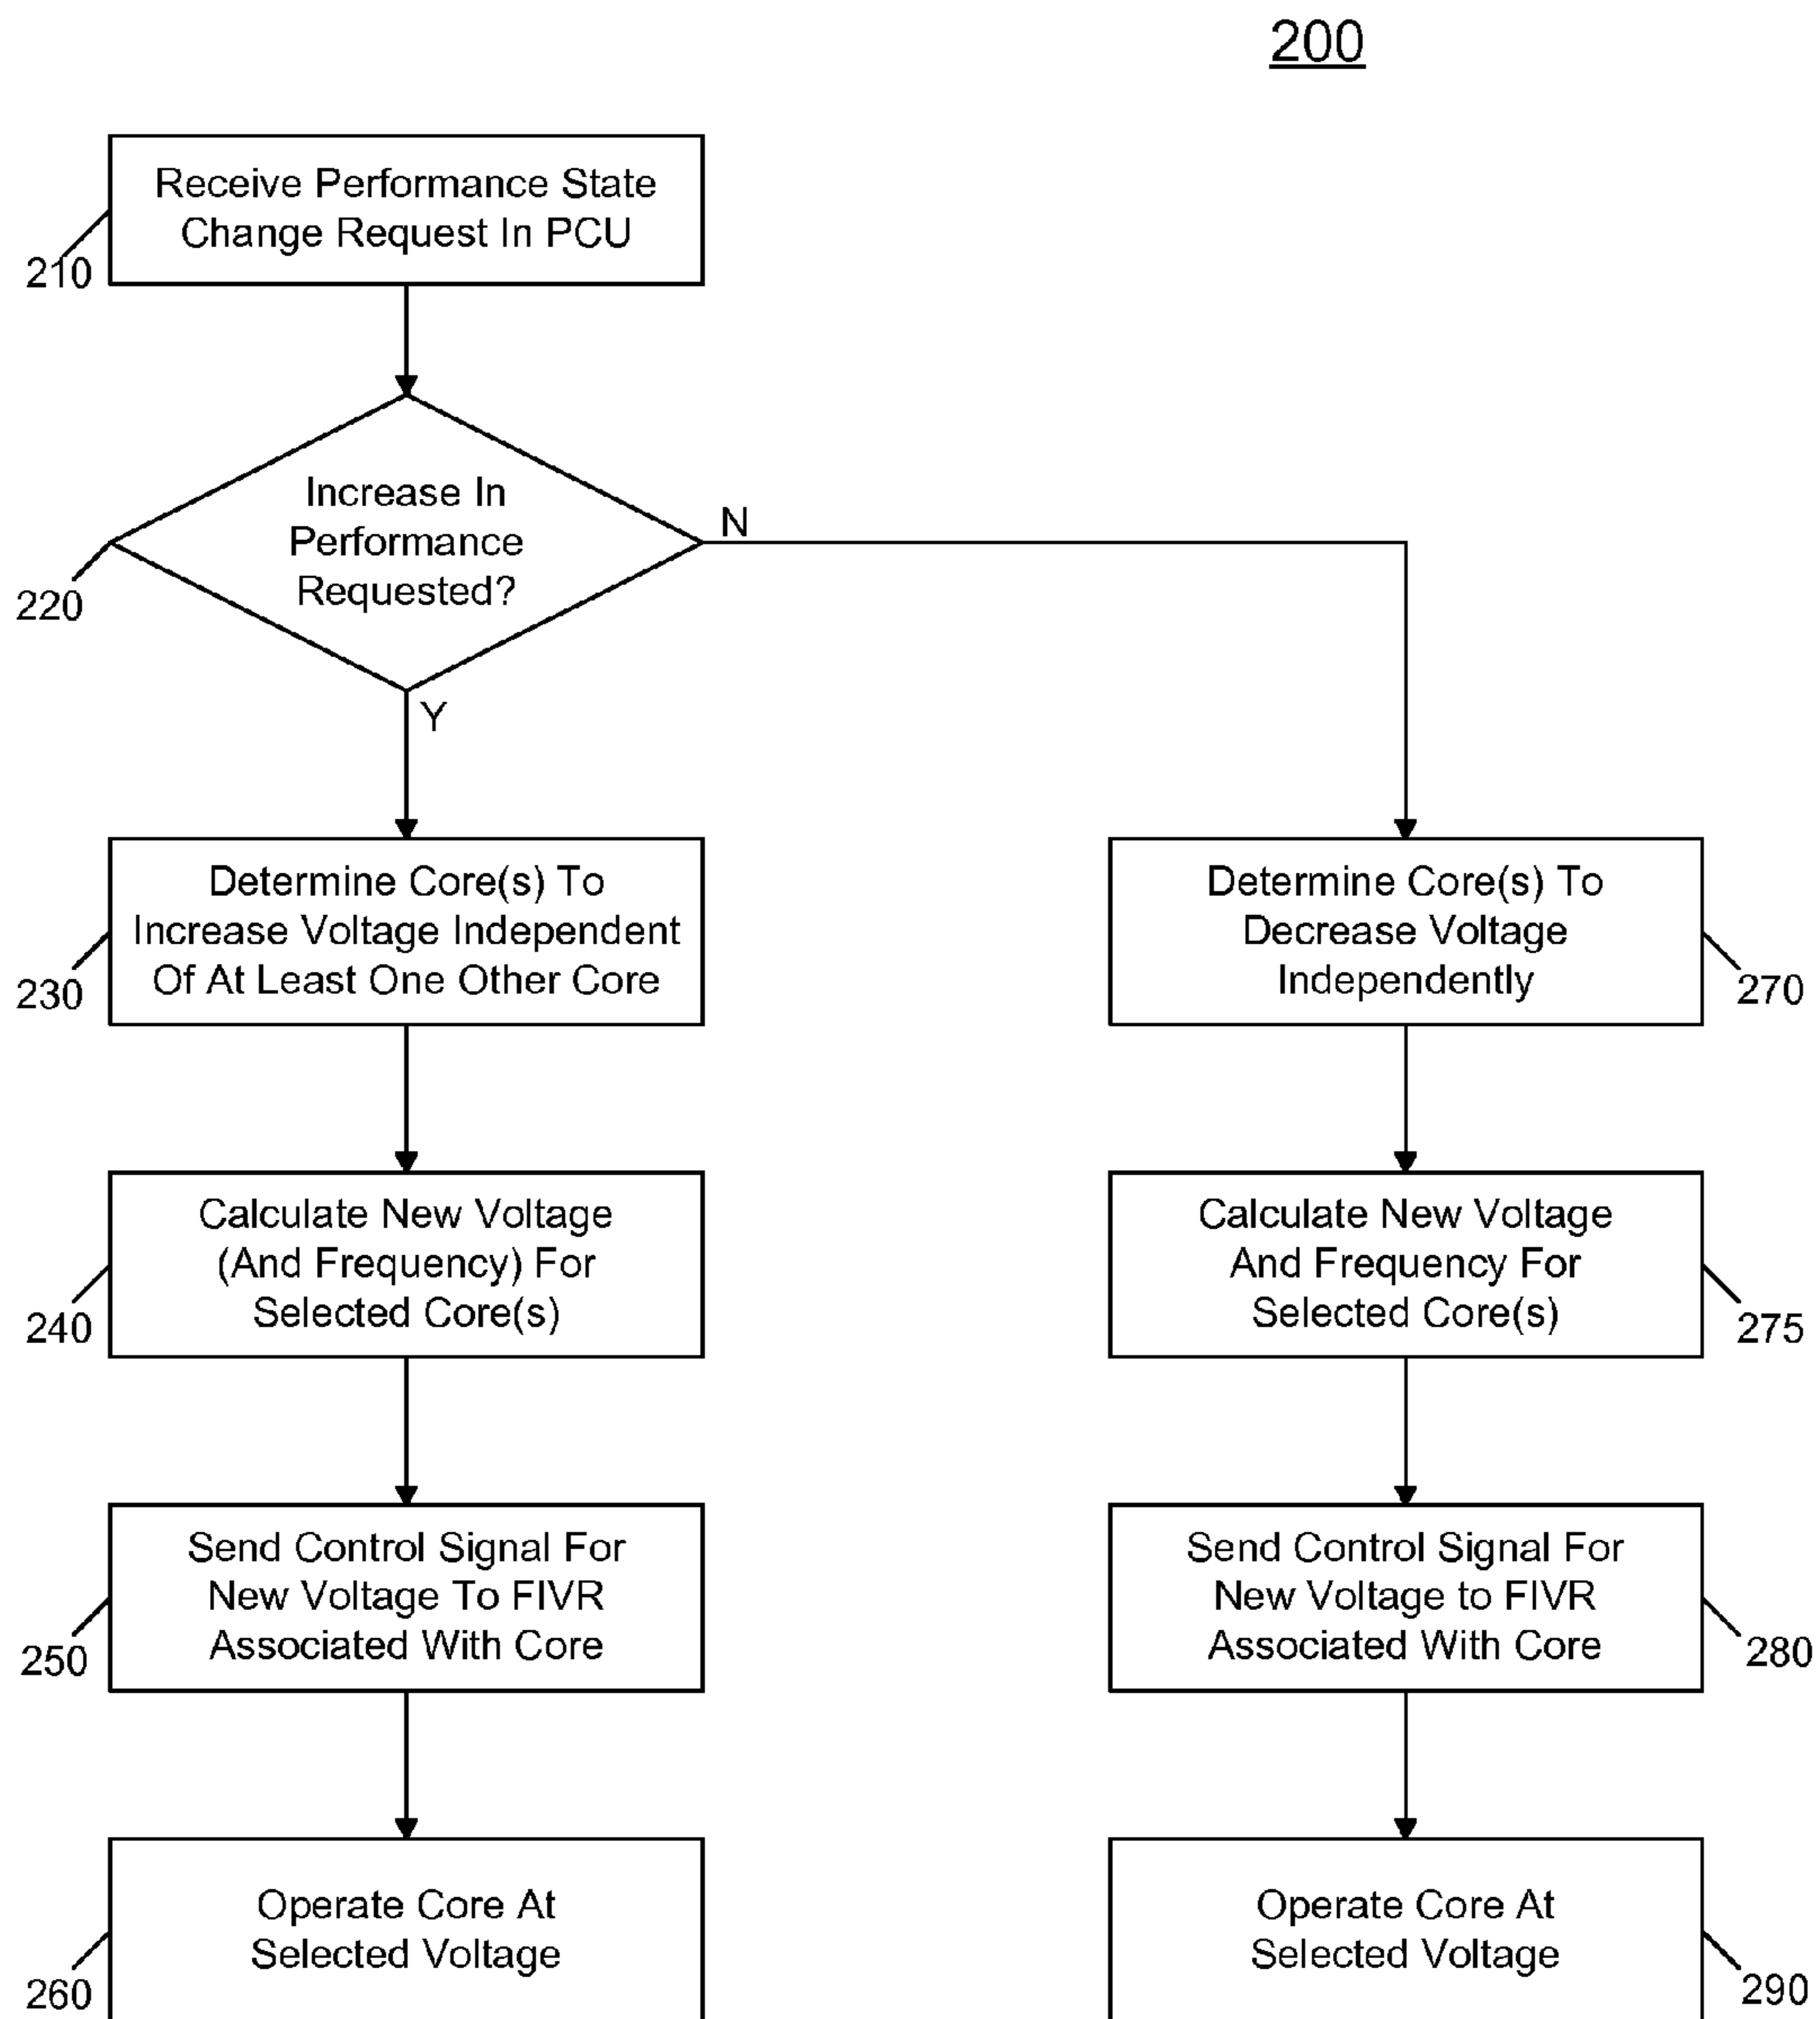 200
Receive Performance State
Change Request In PCU
210
Increase In
Performance
Requested?
220
N
Y
Determine Core(s) To
Increase Voltage Independent
Of At Least One Other Core
230
Determine Core(s) To
Decrease Voltage
Independently
270
Calculate New Voltage
(And Frequency) For
Selected Core(s)
240
Calculate New Voltage
And Frequency For
Selected Core(s)
275
Send Control Signal For
New Voltage To FIVR
Associated With Core
250
Send Control Signal For
New Voltage to FIVR
Associated With Core
280
Operate Core At
Selected Voltage
260
Operate Core At
Selected Voltage
290